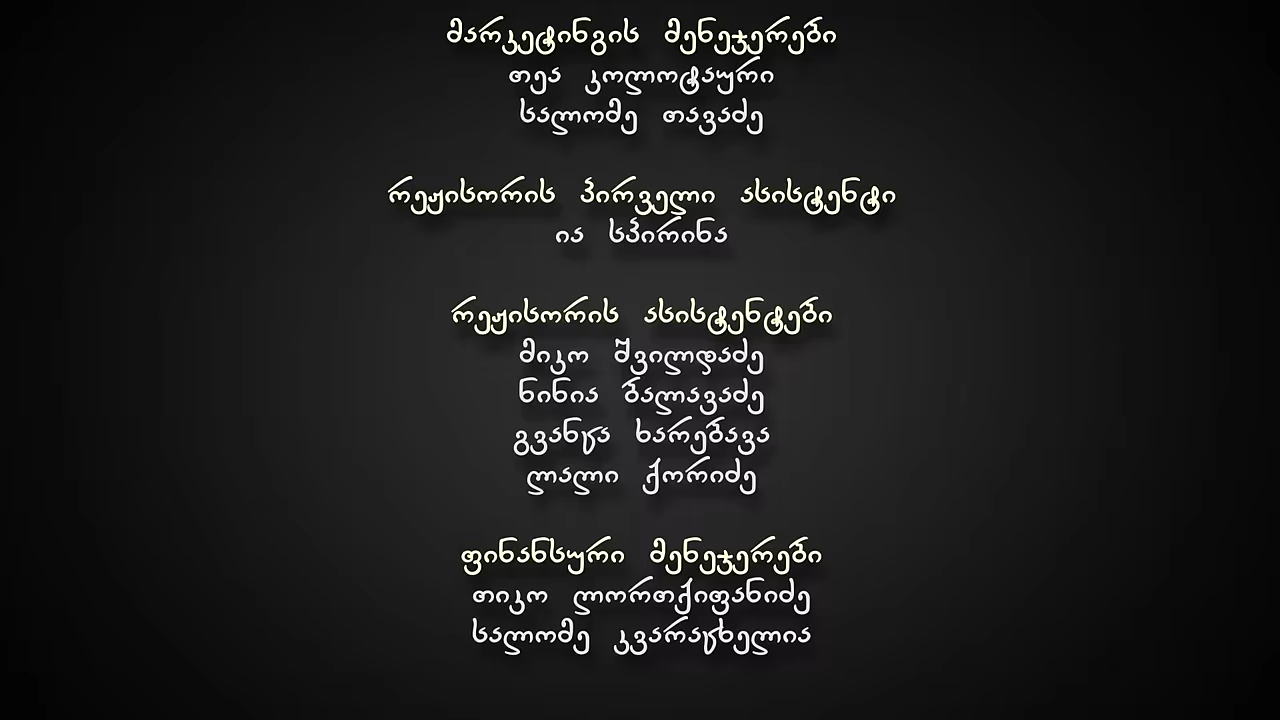 მარკეტინგის მენეჯერები
თეა კოლოტაური
სალომე თავაძე
რეჟისორის პირველი ასისტენტი
ია სპირინა
რეჟისორის ასისტენტები
მიკო შვილდაძე
ნინია ბალავაძე
გვანცა ხარებავა
ლალი ქორიძე
ფინანსური მენეჯერები
თიკო ლორთქიფანიძე
სალომე კვარაცხელია